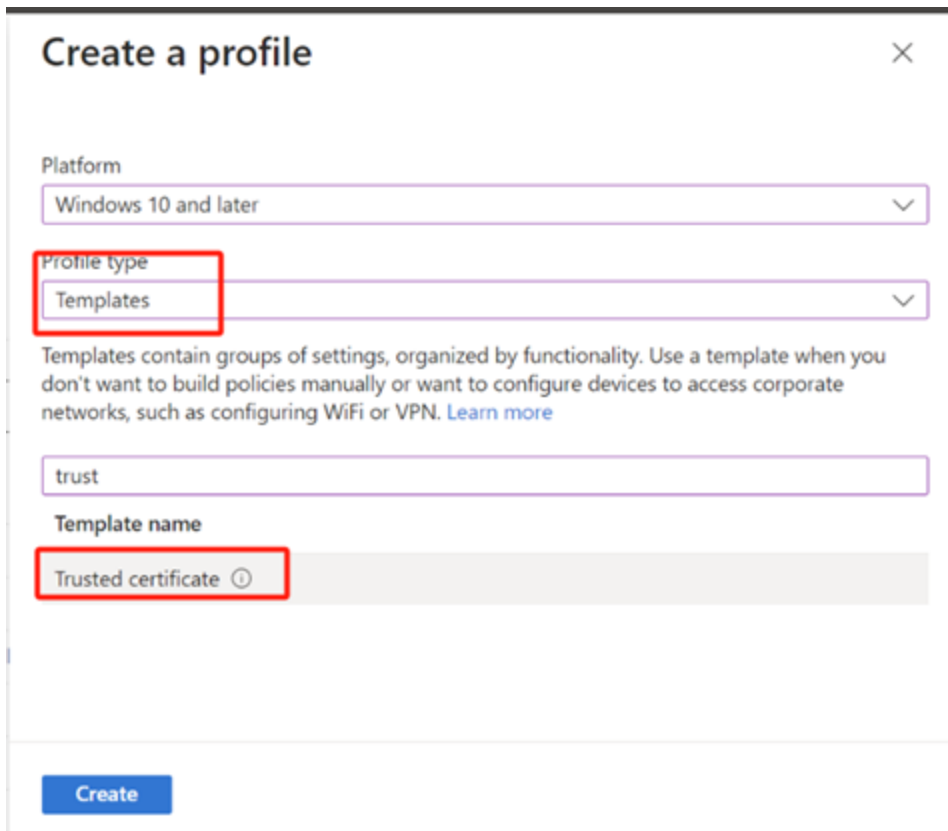 Create a profile
Platform
Windows 10 and later
Profile type
Templates
Templates contain groups of settings, organized by functionality. Use a template when you
don't want to build policies manually or want to configure devices to access corporate
networks, such as configuring WiFi or VPN. Learn more
trust
Template name
Trusted certificate
Create